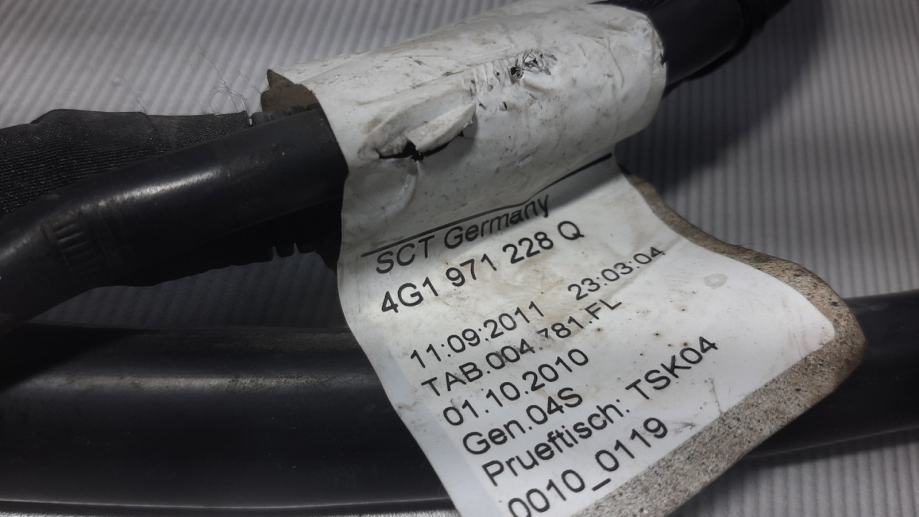 SCT Germany
4G1 971 228 Q
11:09:2011 23:03:04
TAB.004.781.FL
01.10.2010
Gen.04S
Prueftisch: TSK04
0010_0119